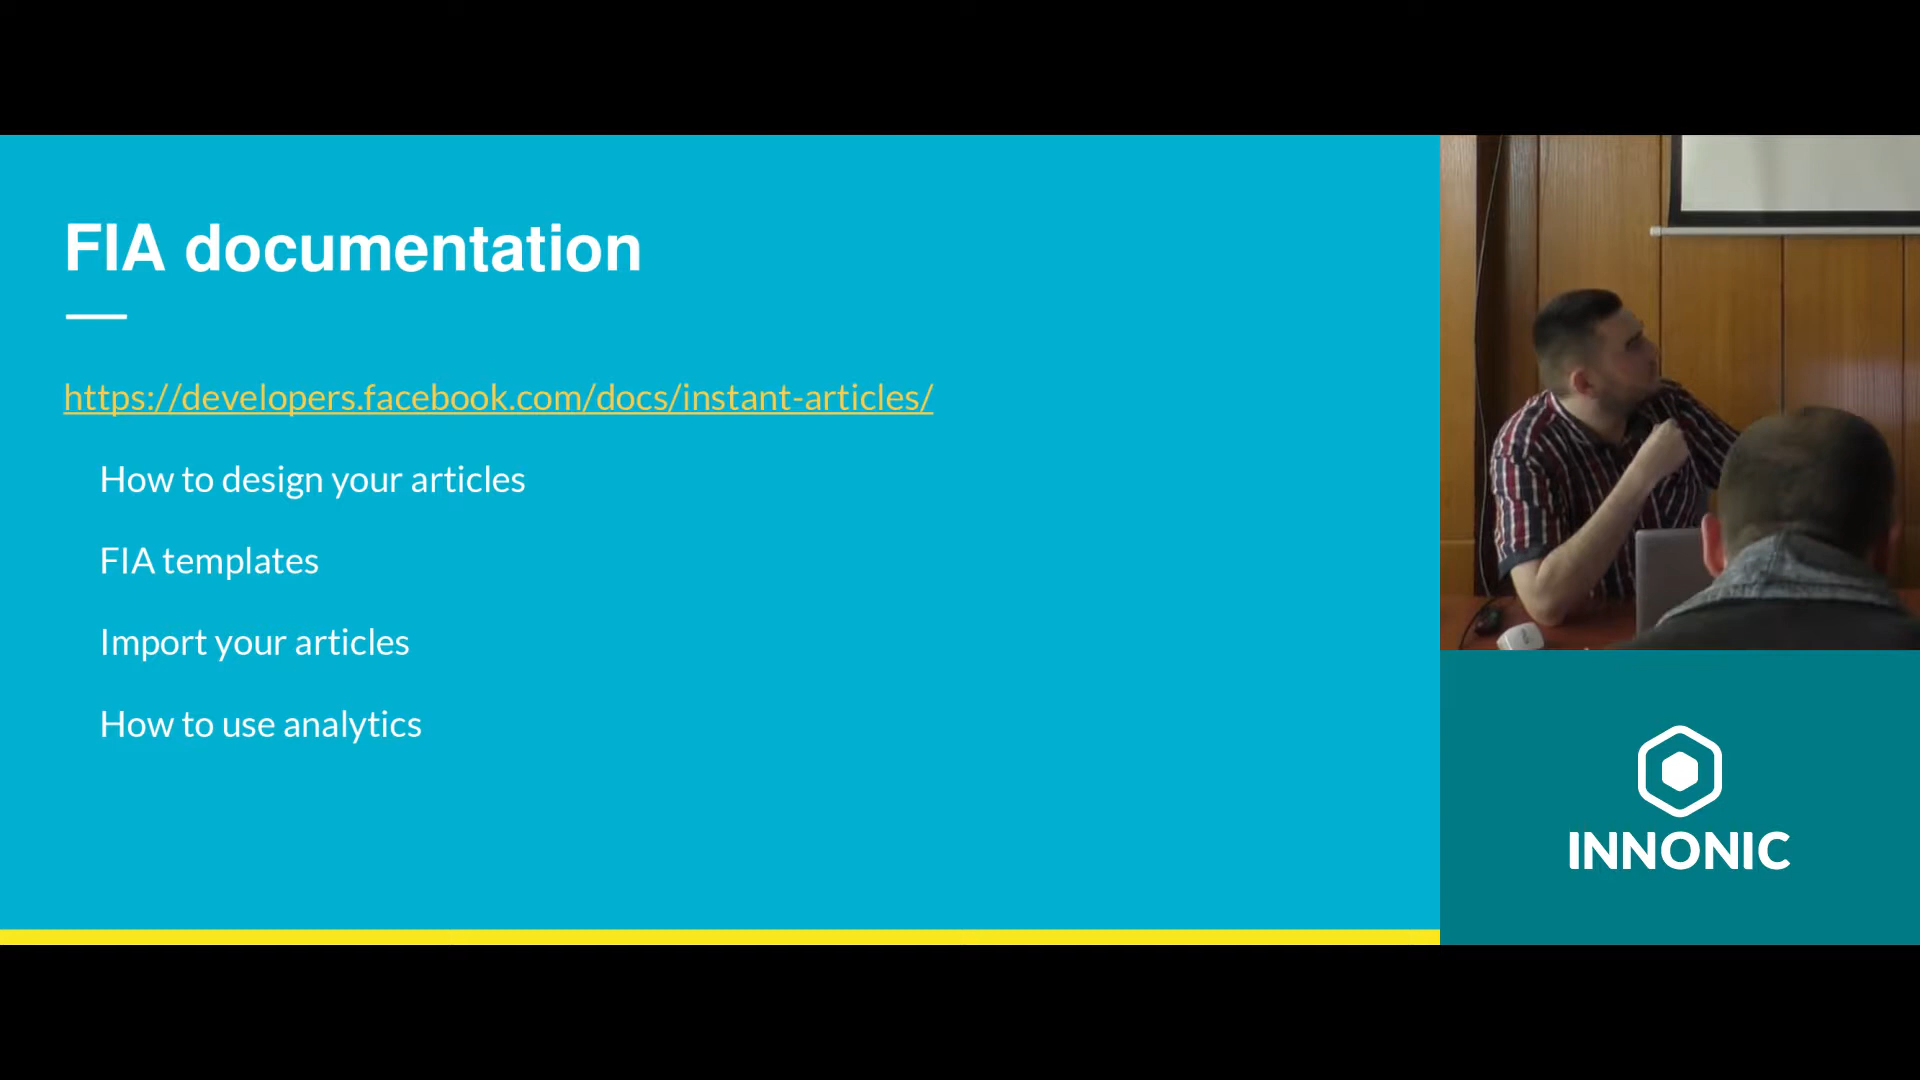 FIA documentation
https://developers.facebook.com/docs/instant-articles/
How to design your articles
FIA templates
Import your articles
How to use analytics
INNONIC